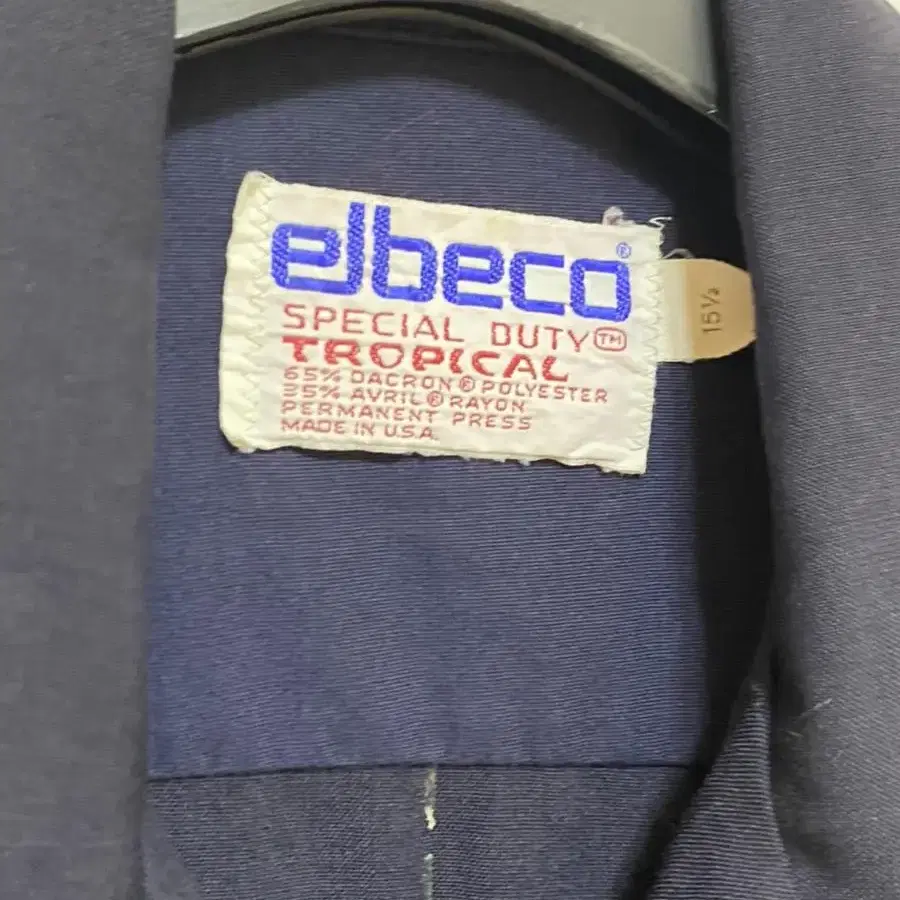 elbeco®
SPECIAL DUTY™
TROPICAL
65% DACRON® POLYESTER
35% AVRIL® RAYON
PERMANENT PRESS
MADE IN U.S.A.
15½